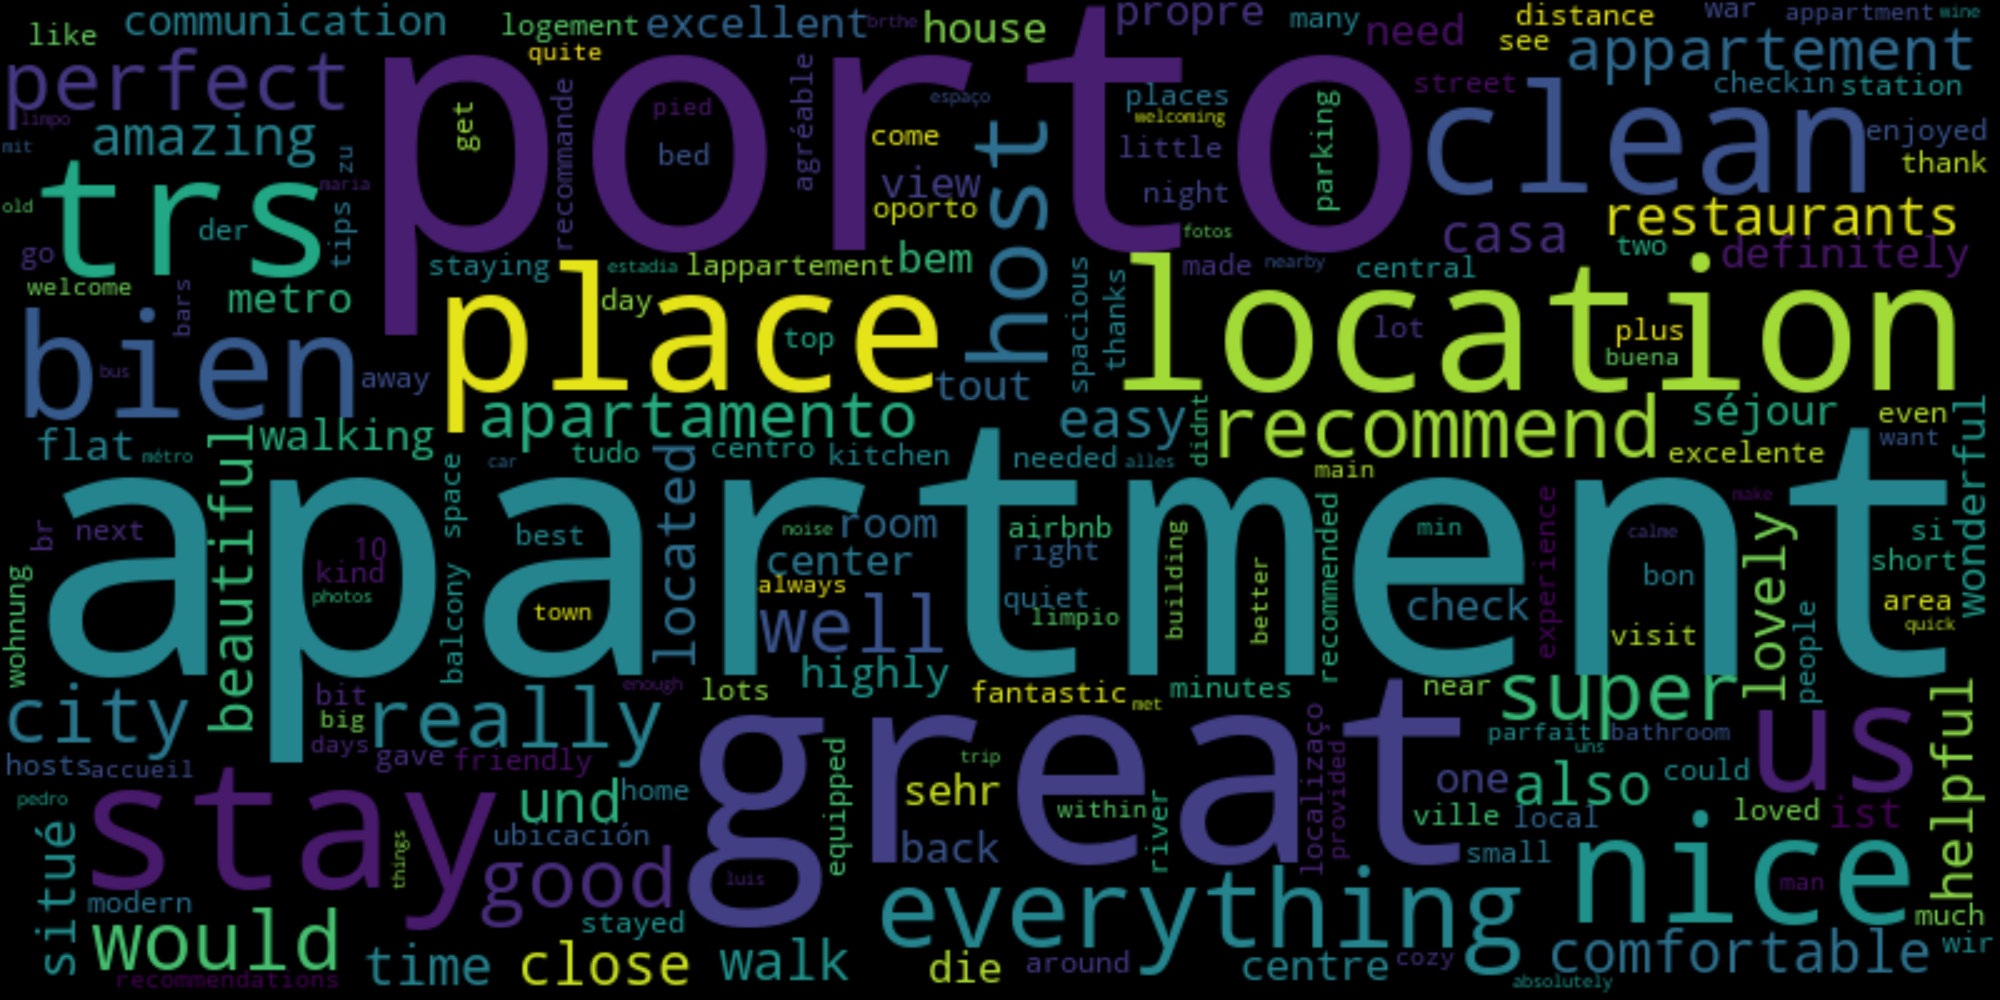 like
communication
logement
excellent
brthe
house
propre
many
need
distance
war
appartment
wine
quite
see
perfect
porto
appartement
limpo
amazing
get
pied
bed
recommande
agréable
espaço
come
host
places
welcoming
little
parking
street
checkin
station
clean
enjoyed
thank
mit
zu
maria
trs
old
der
tips
go
view
oporto
night
fotos
casa
restaurants
two
definitely
welcome
bars
metro
staying
estadia
lappartement
bem
made
nearby
central
place
day
top
spacious
thanks
location
lot
plus
buena
bien
bus
away
tout
apartamento
easy
didnt
recommend
séjour
even
want
wonderful
excelente
flat
métro
beautiful
walking
car
tudo
centro
kitchen
needed
alles
main
located
space
apartment
br
next
10
kind
photos
best
town
noise
room
center
always
well
airbnb
right
quiet
limpio
building
better
recommended
min
check
experience
calme
make
bon
visit
lovely
people
si
short
area
quick
wohnung
balcony
highly
city
bit
big
days
really
enough
lots
fantastic
met
minutes
near
super
parfait
uns
bathroom
us
helpful
hosts
accueil
gave
friendly
great
equipped
trip
sehr
within
river
localizaço
provided
one
also
could
pedro
stay
things
und
home
ubicación
ville
local
loved
ist
situé
modern
good
luis
back
small
nice
man
much
would
stayed
everything
comfortable
wir
recommendations
time
close
walk
die
around
centre
cozy
absolutely